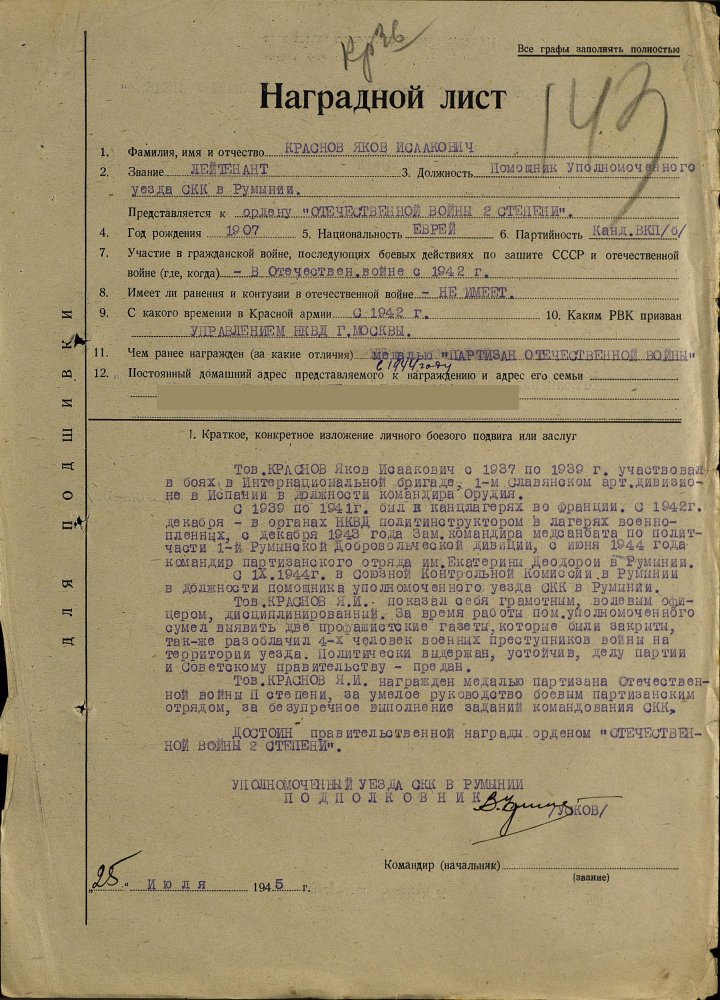 Все графы заполнять полностью
Наградной лист
143
1. Фамилия, имя и отчество КРАСНОВ ЯКОВ ИСААКОВИЧ
2. Звание ЛЕЙТЕНАНТ 3. Должность Помощник Уполномоченного
уезда СКК в Румынии.
Представляется к ордену "ОТЕЧЕСТВЕННОЙ ВОЙНЫ 2 СТЕПЕНИ".
4. Год рождения 1907 5. Национальность ЕВРЕЙ 6. Партийность Канд.ВКП/б/
7. Участие в гражданской войне, последующих боевых действиях по защите СССР и отечественной
войне (где, когда) - В Отечествен.войне с 1942 г.
8. Имеет ли ранения и контузии в отечественной войне - НЕ ИМЕЕТ.
9. С какого времени в Красной армии с 1942 г. 10. Каким РВК призван
УПРАВЛЕНИЕМ НКВД Г.МОСКВЫ.
11. Чем ранее награжден (за какие отличия) медалью "ПАРТИЗАН ОТЕЧЕСТВЕННОЙ ВОЙНЫ"
в 1944 году
12. Постоянный домашний адрес представляемого к награждению и адрес его семьи
I. Краткое, конкретное изложение личного боевого подвига или заслуг
Тов.КРАСНОВ Яков Исаакович с 1937 по 1939 г. участвовал
в боях в Интернациональной бригаде, 1-м Славянском арт.дивизио-
не в Испании в должности командира Орудия.
С 1939 по 1941г. был в канцлагерях во Франции. С 1942г.
декабря - в органах НКВД политинструктором в лагерях военно-
пленных, с декабря 1943 года Зам.командира медсанбата по полит-
части 1-й Румынской Добровольческой дивиции, с июня 1944 года
командир партизанского отряда им.Екатерины Деодорои в Румынии.
С IX.1944г. в Союзной Контрольной Комиссии в Румынии
в должности помощника уполномоченного уезда СКК в Румынии.
Тов.КРАСНОВ Я.И. показал себя грамотным, волевым офи-
цером, дисциплинированный. За время работы пом.уполномоченного
сумел выявить две профашистские газеты,которые были закрыты,
так-же разоблачил 4-х человек военных преступников войны на
территории уезда. Политически выдержан, устойчив, делу партии
и Советскому правительству - предан.
Тов.КРАСНОВ Я.И. награжден медалью партизана Отечествен-
ной войны II степени, за умелое руководство боевым партизанским
отрядом, за безупречное выполнение заданий командования СКК.
ДОСТОИН правительственной награды орденом "ОТЕЧЕСТВЕН-
НОЙ ВОЙНЫ 2 СТЕПЕНИ".
УПОЛНОМОЧЕННЫЙ УЕЗДА СКК В РУМЫНИИ
ПОДПОЛКОВНИК
/УСКОВ/
Командир (начальник)
(звание)
"25" Июля 1945 г.
ДЛЯ ПОДШИВКИ